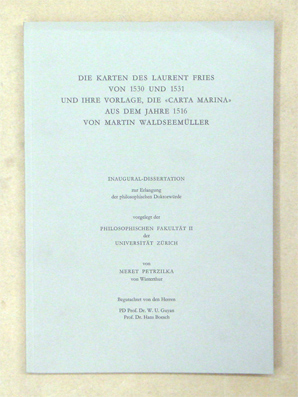 DIE KARTEN DES LAURENT FRIES
VON 1530 UND 1531
UND IHRE VORLAGE, DIE «CARTA MARINA»
AUS DEM JAHRE 1516
VON MARTIN WALDSEEMÜLLER
INAUGURAL-DISSERTATION
zur Erlangung
der philosophischen Doktorwürde
vorgelegt der
PHILOSOPHISCHEN FAKULTÄT II
der
UNIVERSITÄT ZÜRICH
von
MERET PETRZILKA
von Winterthur
Begutachtet von den Herren
PD Prof. Dr. W. U. Guyan
Prof. Dr. Hans Boesch